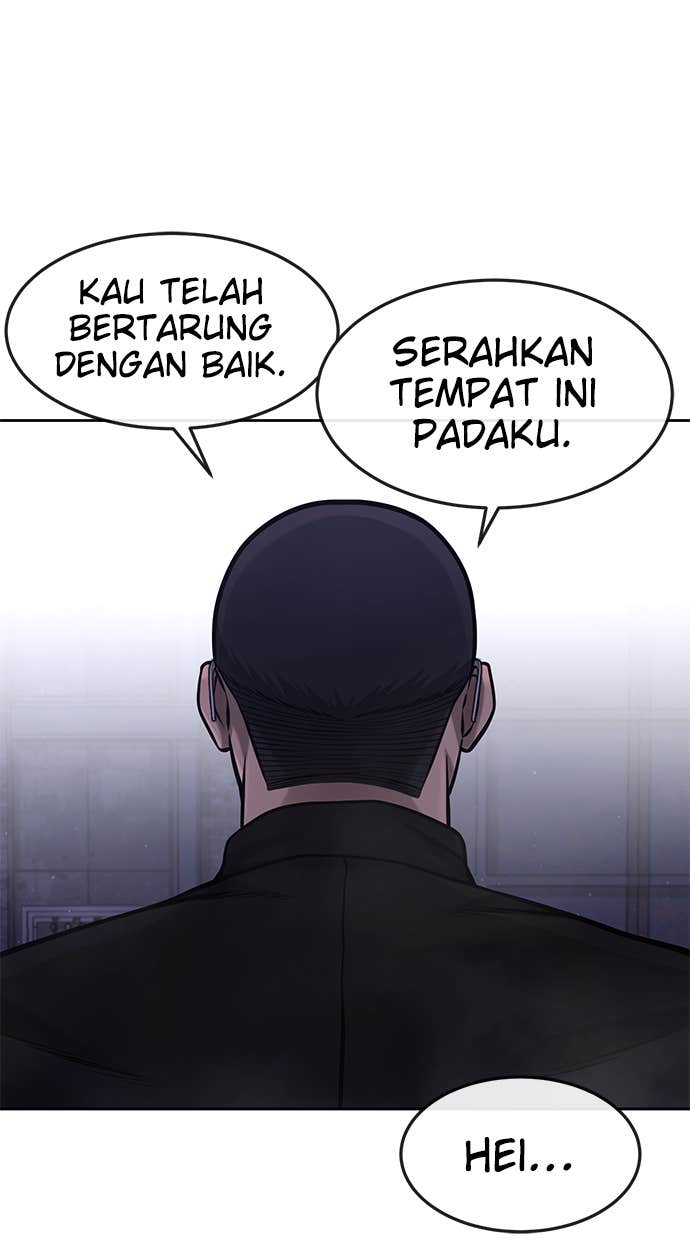 KAU TELAH
BERTARUNG
DENGAN BAIK.
SERAHKAN
TEMPAT INI
PADAKU.
HEI...